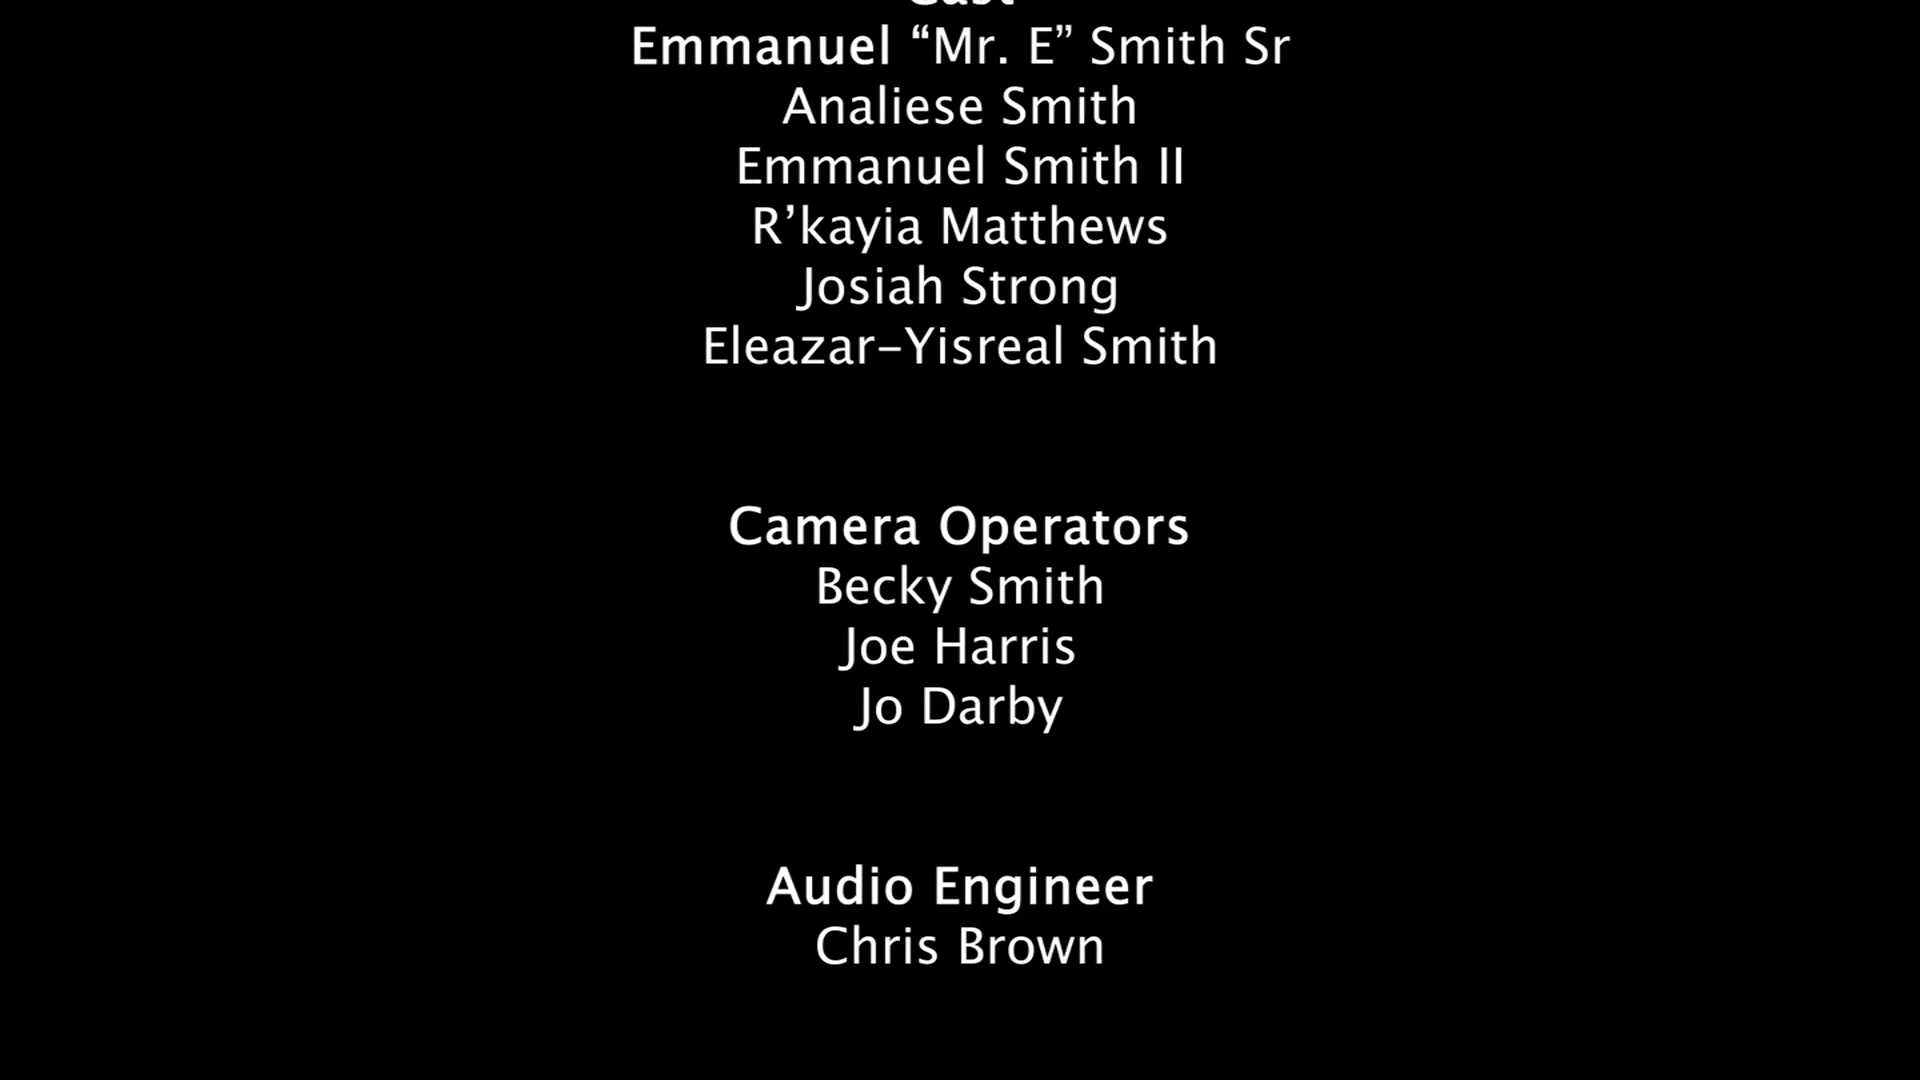 Cast
Emmanuel “Mr. E” Smith Sr
Analiese Smith
Emmanuel Smith II
R’kayia Matthews
Josiah Strong
Eleazar-Yisreal Smith
Camera Operators
Becky Smith
Joe Harris
Jo Darby
Audio Engineer
Chris Brown